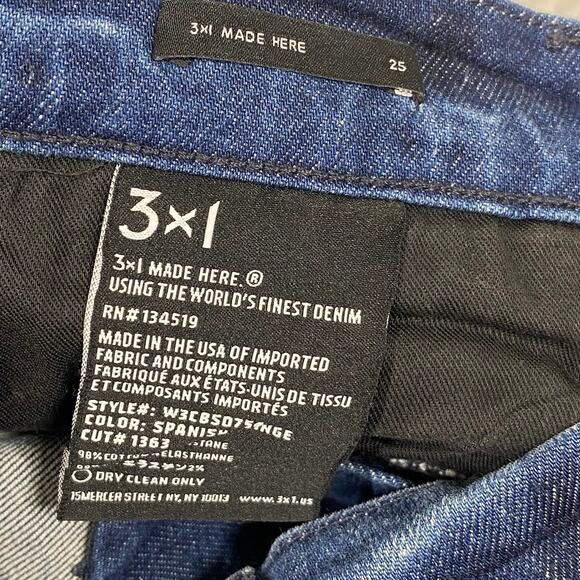 3×1 MADE HERE
25
3×1
3×1 MADE HERE.®
USING THE WORLD'S FINEST DENIM
RN# 134519
MADE IN THE USA OF IMPORTED
FABRIC AND COMPONENTS
FABRIQUÉ AUX ÉTATS-UNIS DE TISSU
ET COMPOSANTS IMPORTÉS
STYLE#:
COLOR:
CUT# 1363
98%
2%
DRY CLEAN ONLY
15 MERCER STREET NY, NY 10013 www.3x1.us